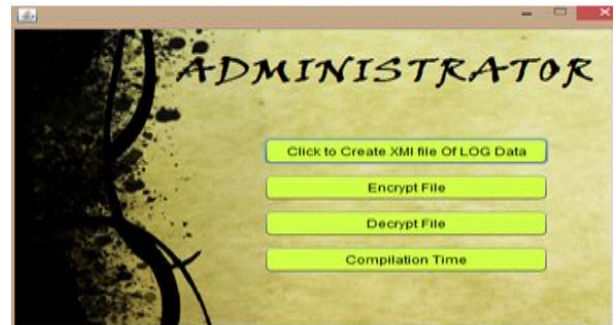 ADMINISTRATOR
Click to Create XMl file Of LOG Data
Encrypt File
Decrypt File
Compilation Time